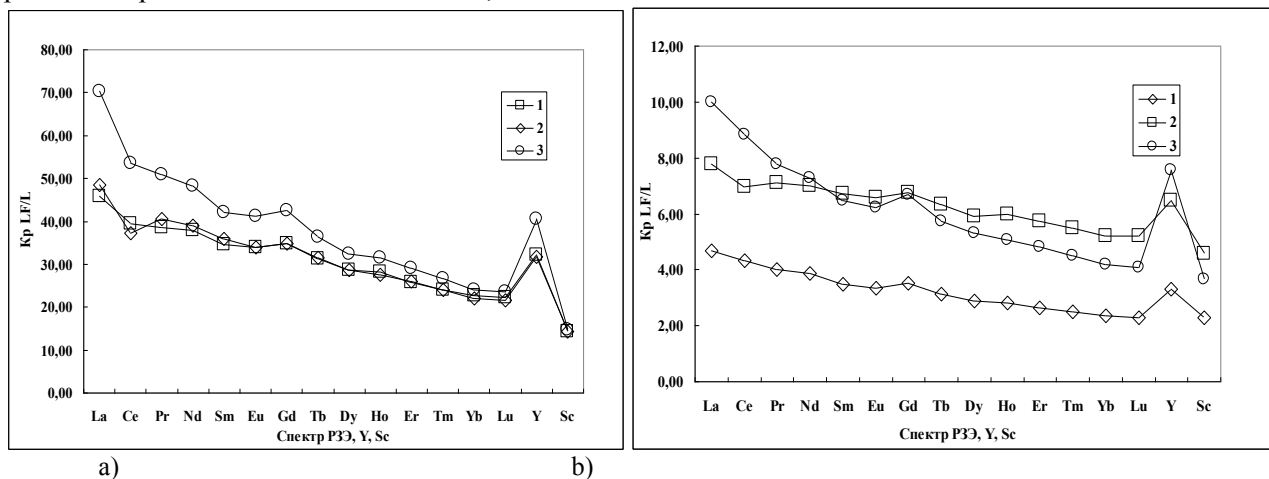 80,00
70,00
60,00
50,00
40,00
30,00
20,00
10,00
0,00
Кр LF/L
1
2
3
La Ce Pr Nd Sm Eu Gd Tb Dy Ho Er Tm Yb Lu Y Sc
Спектр РЗЭ, Y, Sc
a)
12,00
10,00
8,00
6,00
4,00
2,00
0,00
Кр LF/L
1
2
3
La Ce Pr Nd Sm Eu Gd Tb Dy Ho Er Tm Yb Lu Y Sc
Спектр РЗЭ, Y, Sc
b)